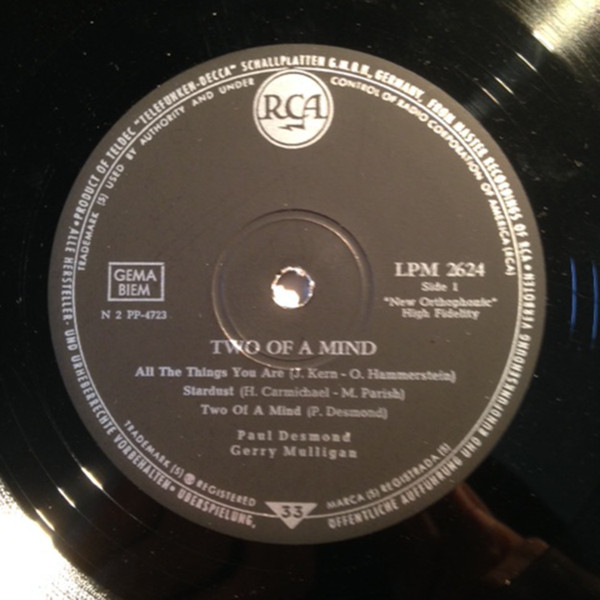 PRODUCT OF TELDEC "TELEFUNKEN-DECCA" SCHALLPLATTEN G.M.B.H., GERMANY, FROM MASTER RECORDINGS OF RCA
ALLE HERSTELLER- UND URHEBERRECHTE VORBEHALTEN • ÜBERSPIELUNG, ÖFFENTLICHE AUFFÜHRUNG UND RUNDFUNKSENDUNG VERBOTEN
TRADEMARK (S) USED BY AUTHORITY AND UNDER CONTROL OF RADIO CORPORATION OF AMERICA (RCA)
RCA
GEMA
BIEM
N 2 PP-4723
LPM 2624
Side 1
"New Orthophonic"
High Fidelity
TWO OF A MIND
All The Things You Are (J. Kern - O. Hammerstein)
Stardust (H. Carmichael - M. Parish)
Two Of A Mind (P. Desmond)
Paul Desmond
Gerry Mulligan
TRADEMARK (S) ® REGISTERED
MARCA (S) REGISTRADA (S)
33